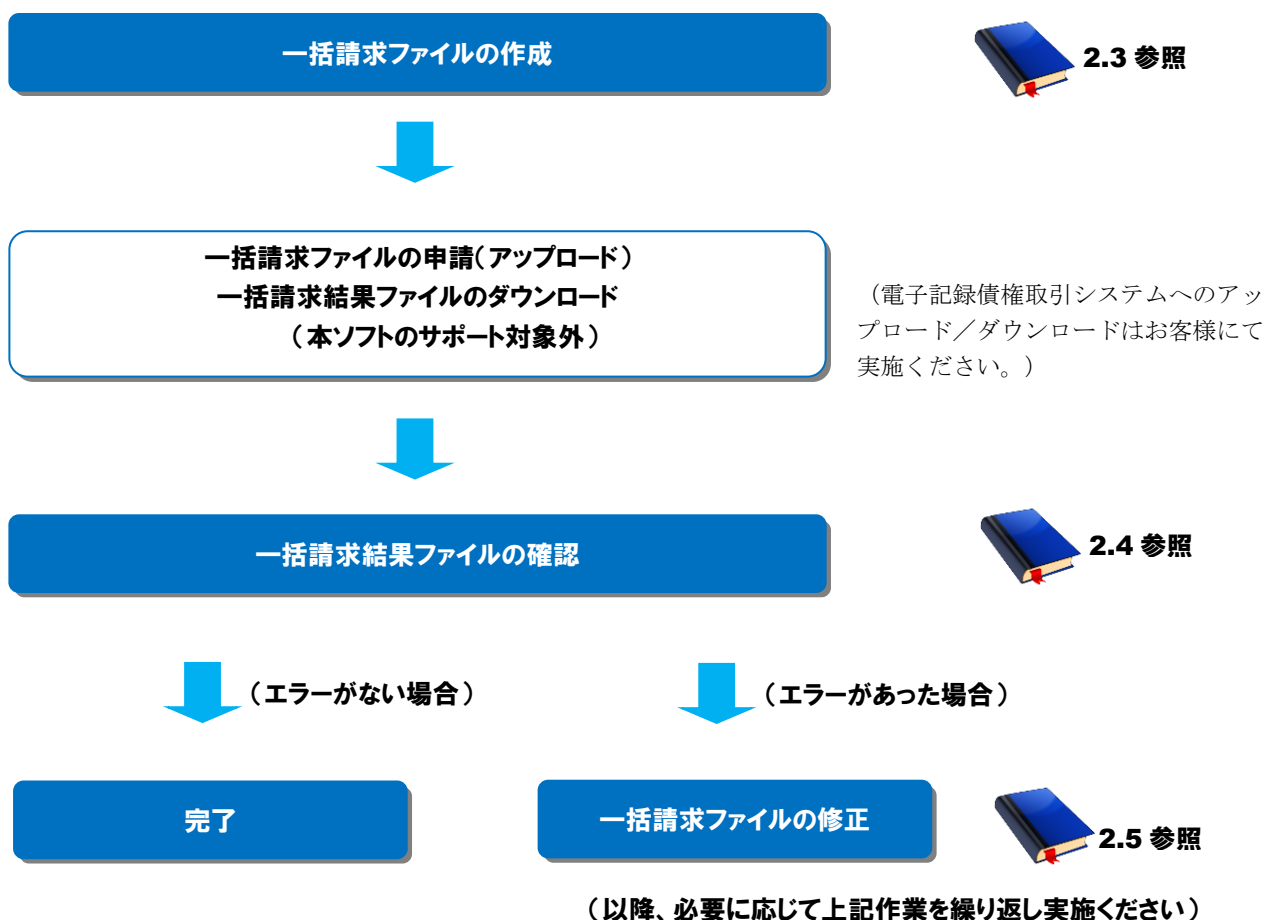 一括請求ファイルの作成
2.3 参照
一括請求ファイルの申請(アップロード)
一括請求結果ファイルのダウンロード
(本ソフトのサポート対象外)
(電子記録債権取引システムへのアッ
プロード/ダウンロードはお客様にて
実施ください。)
一括請求結果ファイルの確認
2.4 参照
(エラーがない場合)
(エラーがあった場合)
完了
一括請求ファイルの修正
2.5 参照
(以降、必要に応じて上記作業を繰り返し実施ください)